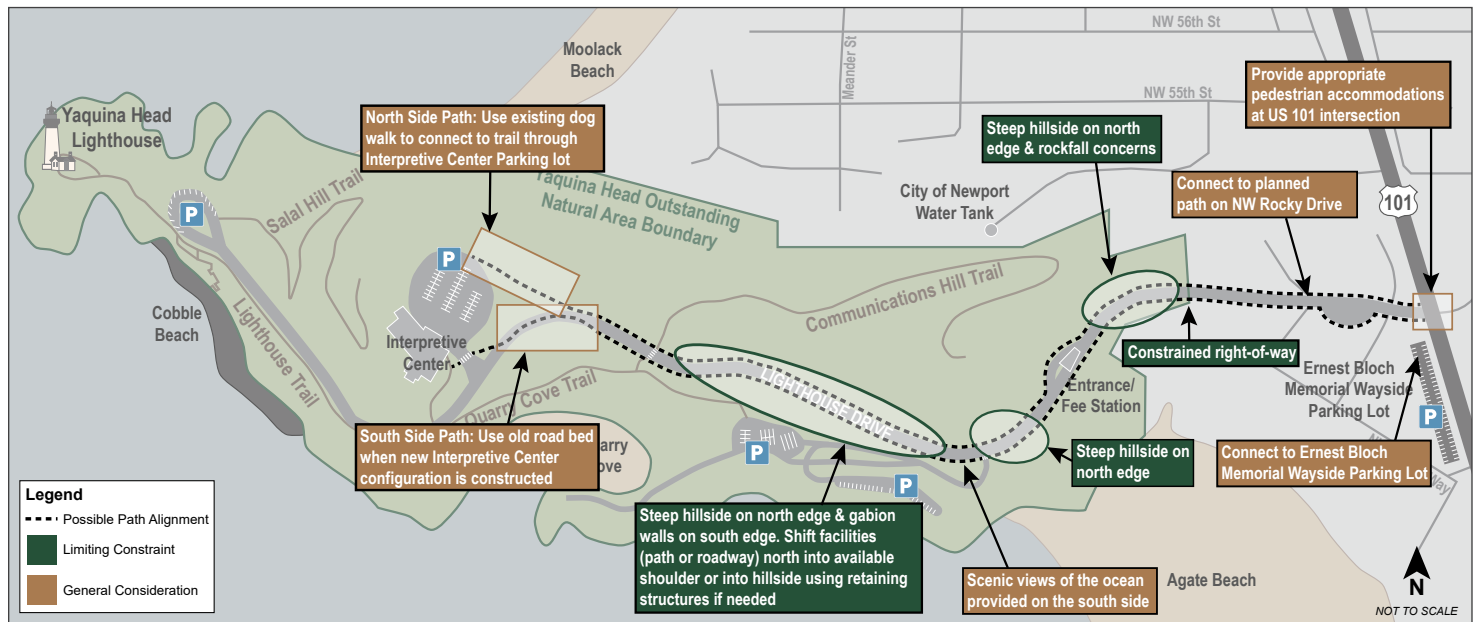 NW 56th St
Moolack
Beach
Meander St
Provide appropriate
pedestrian accommodations
at US 101 intersection
NW 55th St
Yaquina Head
Lighthouse
North Side Path: Use existing dog
walk to connect to trail through
Interpretive Center Parking lot
Steep hillside on north
edge & rockfall concerns
Yaquina Head Outstanding
Natural Area Boundary
City of Newport
Water Tank
Connect to planned
path on NW Rocky Drive
101
P
Salal Hill Trail
P
Communications Hill Trail
Cobble
Beach
Lighthouse Trail
Interpretive
Center
Constrained right-of-way
Ernest Bloch
Memorial Wayside
Parking Lot
LIGHTHOUSE DRIVE
Entrance/
Fee Station
Quarry Cove Trail
P
South Side Path: Use old road bed
when new Interpretive Center
configuration is constructed
arry
ove
P
P
Steep hillside on
north edge
Connect to Ernest Bloch
Memorial Wayside Parking Lot
Way
Legend
Possible Path Alignment
Limiting Constraint
General Consideration
Steep hillside on north edge & gabion
walls on south edge. Shift facilities
(path or roadway) north into available
shoulder or into hillside using retaining
structures if needed
Scenic views of the ocean
provided on the south side
Agate Beach
N
NOT TO SCALE